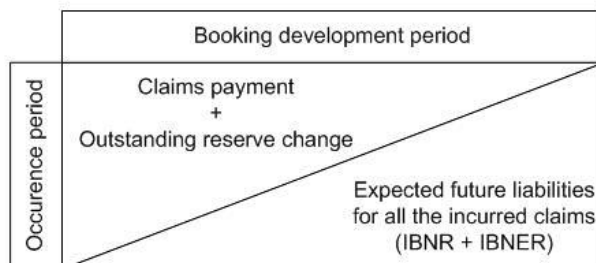 Booking development period
Occurence period
Claims payment
+
Outstanding reserve change
Expected future liabilities
for all the incurred claims
(IBNR + IBNER)